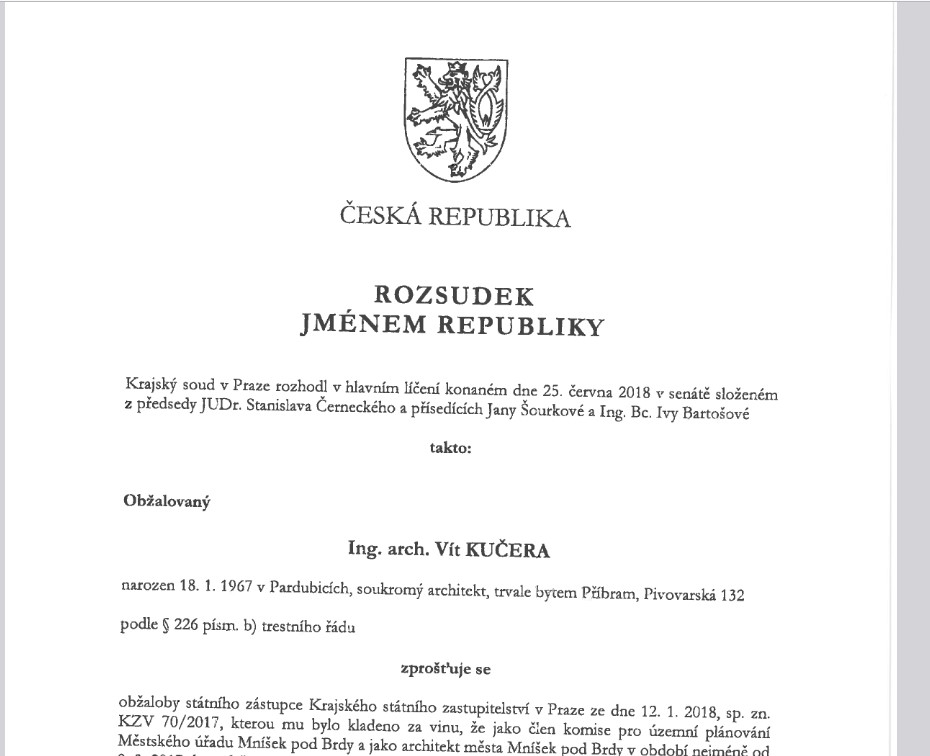 ČESKÁ REPUBLIKA
ROZSUDEK
JMÉNEM REPUBLIKY
Krajský soud v Praze rozhodl v hlavním líčení konaném dne 25. června 2018 v senátě složeném
z předsedy JUDr. Stanislava Černeckého a přísedících Jany Šourkové a Ing. Bc. Ivy Bartošové
takto:
Obžalovaný
Ing. arch. Vít KUČERA
narozen 18. 1. 1967 v Pardubicích, soukromý architekt, trvale bytem Příbram, Pivovarská 132
podle § 226 písm. b) trestního řádu
zprošťuje se
obžaloby státního zástupce Krajského státního zastupitelství v Praze ze dne 12. 1. 2018, sp. zn.
KZV 70/2017, kterou mu bylo kladeno za vinu, že jako člen komise pro územní plánování
Městského úřadu Mníšek pod Brdy a jako architekt města Mníšek pod Brdy v období nejméně od